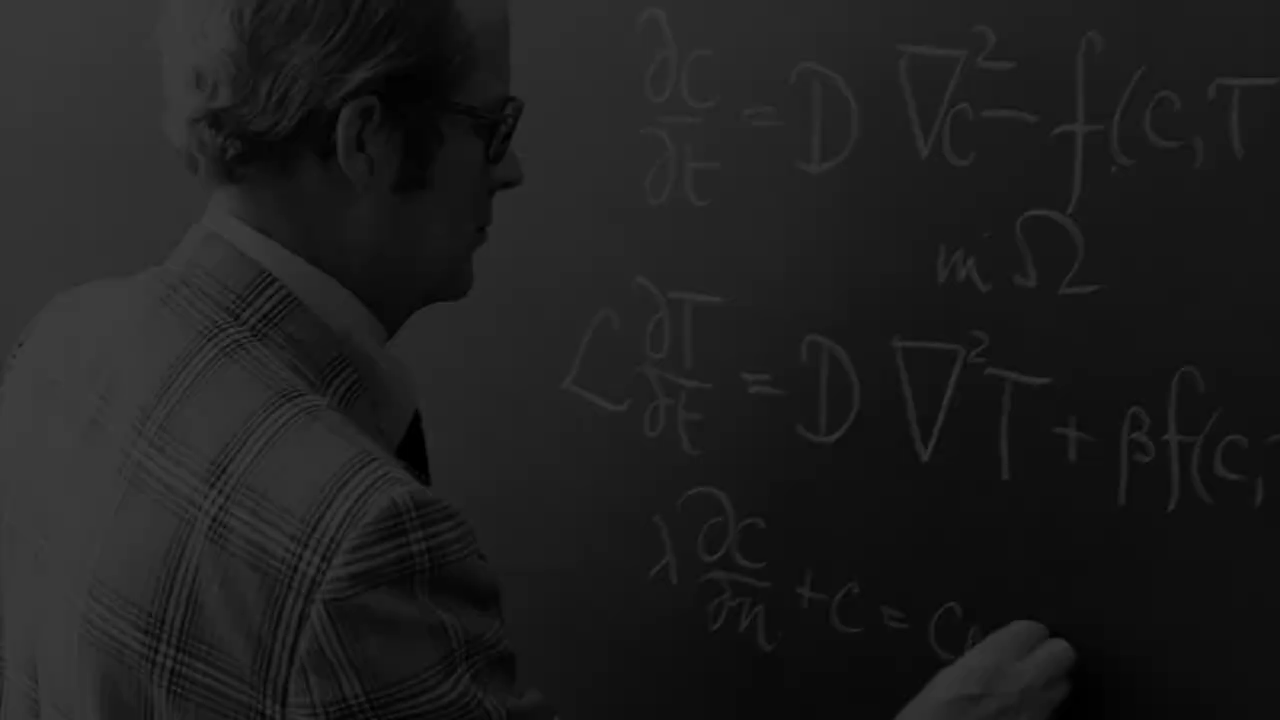 ∂c/∂t = D ∇²c − f(c,T
in Ω
L ∂T/∂t = D ∇²T + βf(c,
λ ∂c/∂n + c = c